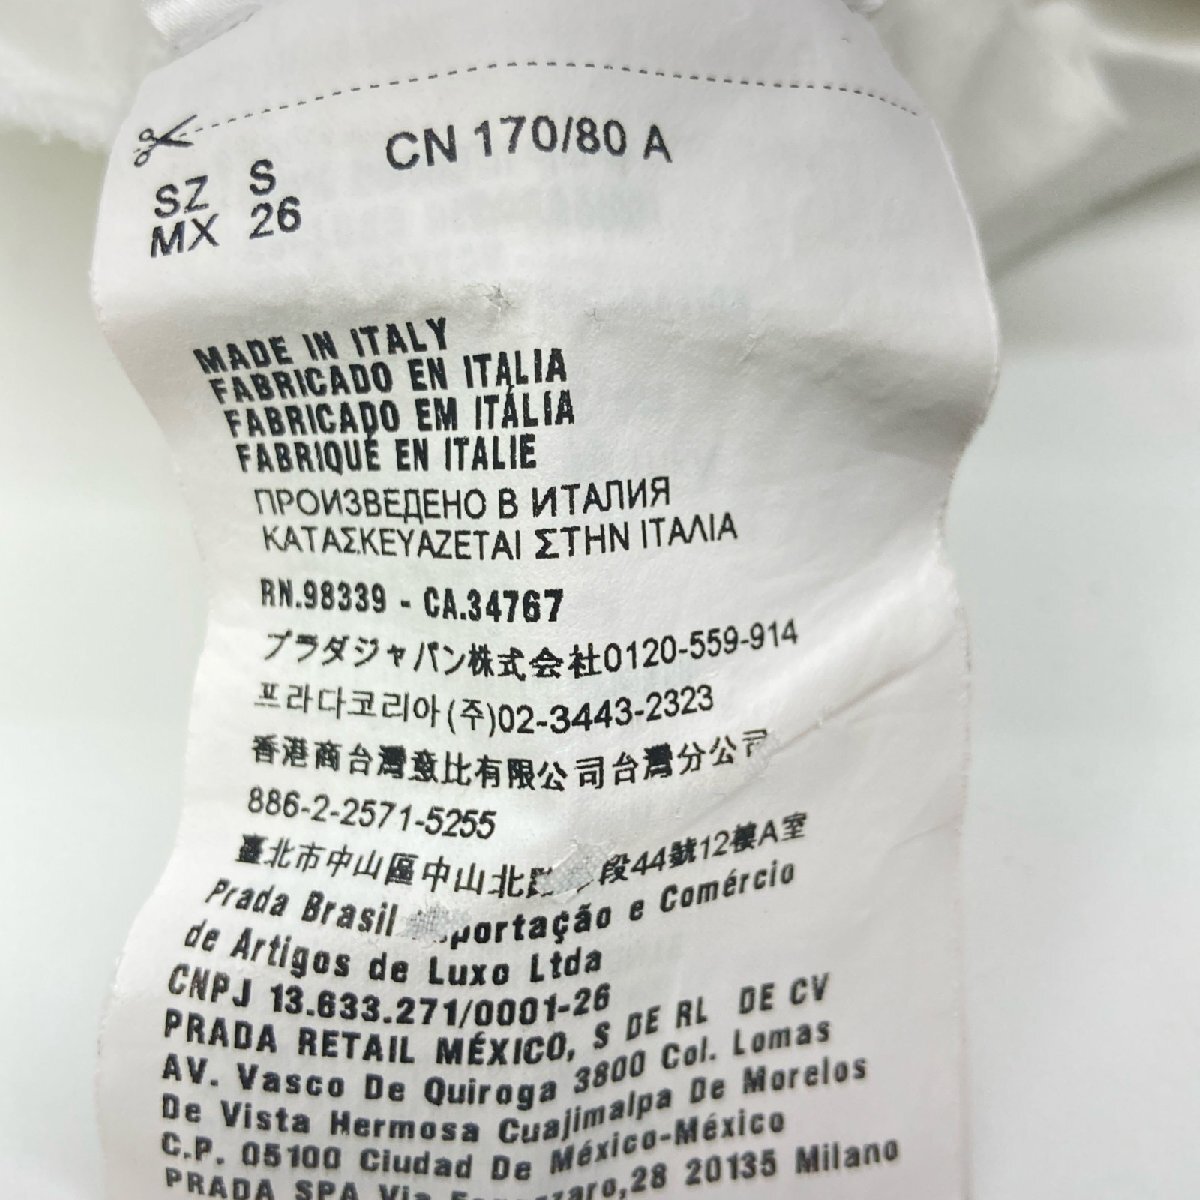 CN 170/80 A
SZ S
MX 26
MADE IN ITALY
FABRICADO EN ITALIA
FABRICADO EM ITÁLIA
FABRIQUÉ EN ITALIE
ПРОИЗВЕДЕНО В ИТАЛИЯ
ΚΑΤΑΣΚΕΥΑΖΕΤΑΙ ΣΤΗΝ ΙΤΑΛΙΑ
RN.98339 - CA.34767
プラダジャパン株式会社0120-559-914
프라다코리아(주)02-3443-2323
香港商台灣意比有限公司台灣分公司
886-2-2571-5255
臺北市中山區中山北 段44號12樓A室
Prada Brasil e Comércio
de Artigos de Luxo Ltda
CNPJ 13.633.271/0001-26
PRADA RETAIL MÉXICO, S DE RL DE CV
AV. Vasco De Quiroga 3800 Col. Lomas
De Vista Hermosa Cuajimalpa De Morelos
C.P. 05100 Ciudad De México-México
PRADA SPA Via 28 20135 Milano